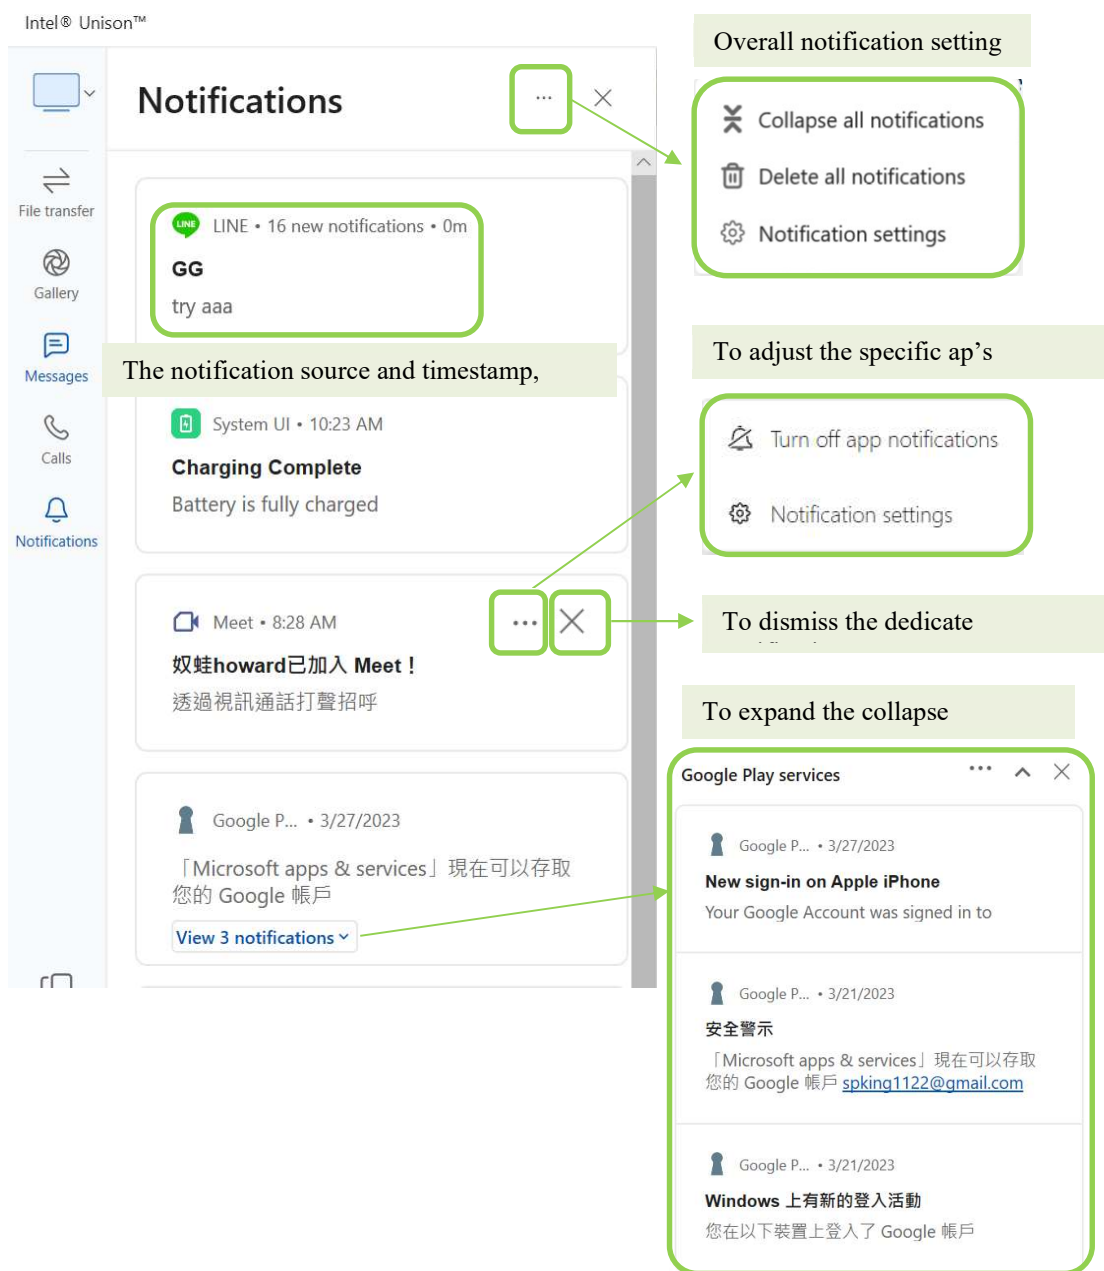 Intel® Unison™
Overall notification setting
Notifications
Collapse all notifications
Delete all notifications
Notification settings
File transfer
Gallery
Messages
Calls
Notifications
LINE
LINE • 16 new notifications • 0m
GG
try aaa
The notification source and timestamp,
To adjust the specific ap’s
System UI • 10:23 AM
Charging Complete
Battery is fully charged
Turn off app notifications
Notification settings
Meet • 8:28 AM
奴蛙howard已加入 Meet！
透過視訊通話打聲招呼
To dismiss the dedicate
To expand the collapse
Google P... • 3/27/2023
「Microsoft apps & services」現在可以存取
您的 Google 帳戶
View 3 notifications
Google Play services
Google P... • 3/27/2023
New sign-in on Apple iPhone
Your Google Account was signed in to
Google P... • 3/21/2023
安全警示
「Microsoft apps & services」現在可以存取
您的 Google 帳戶 spking1122@gmail.com
Google P... • 3/21/2023
Windows 上有新的登入活動
您在以下裝置上登入了 Google 帳戶